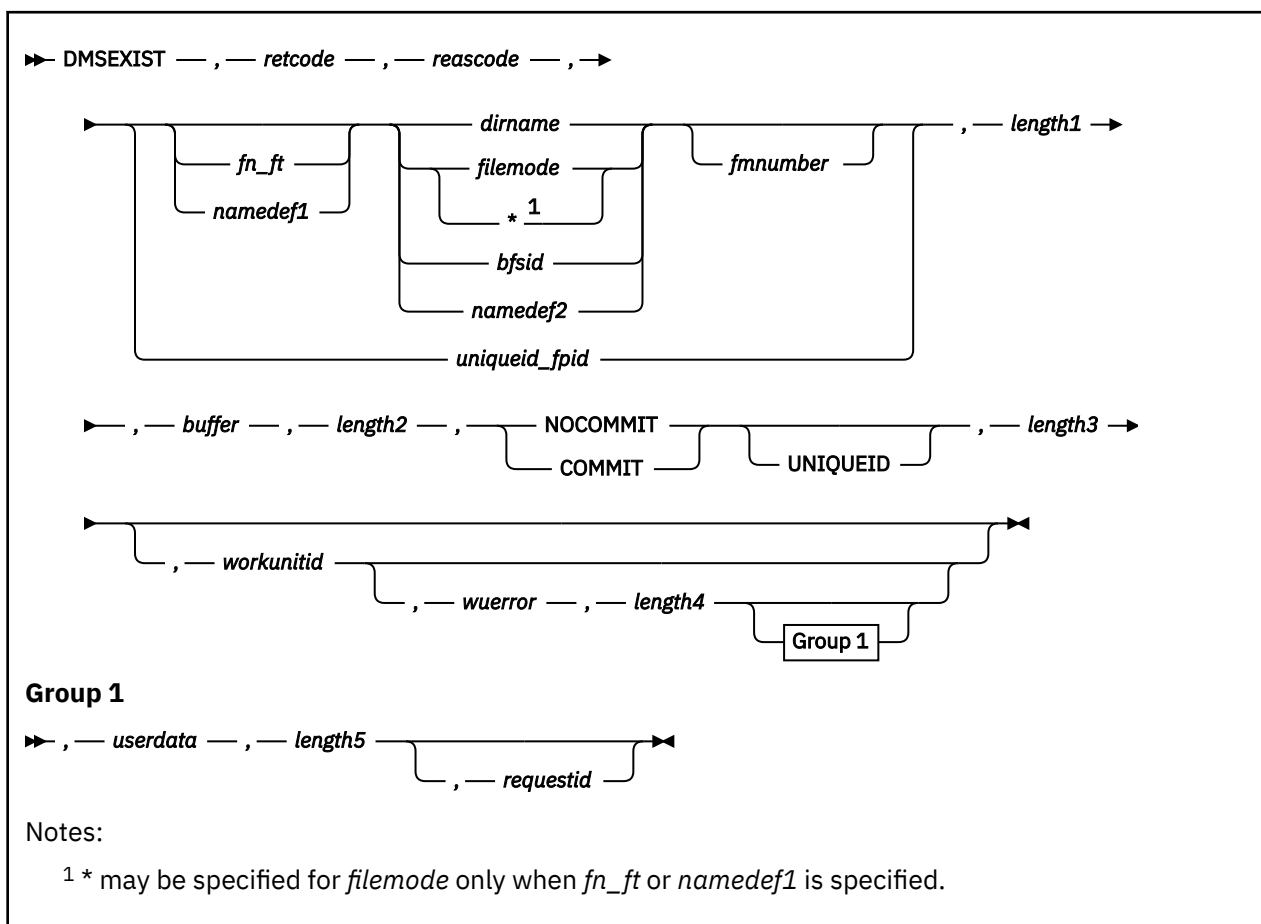 DMSEXIST , retcode , reascode ,
dirname , length1
fn_ft filemode fmnumber
namedef1 * 1
bfsid
namedef2
uniqueid_fpid
, buffer , length2 , NOCOMMIT , length3
COMMIT UNIQUEID
, workunitid
, wuerror , length4
Group 1
Group 1
, userdata , length5
, requestid
Notes:
1 * may be specified for filemode only when fn_ft or namedef1 is specified.